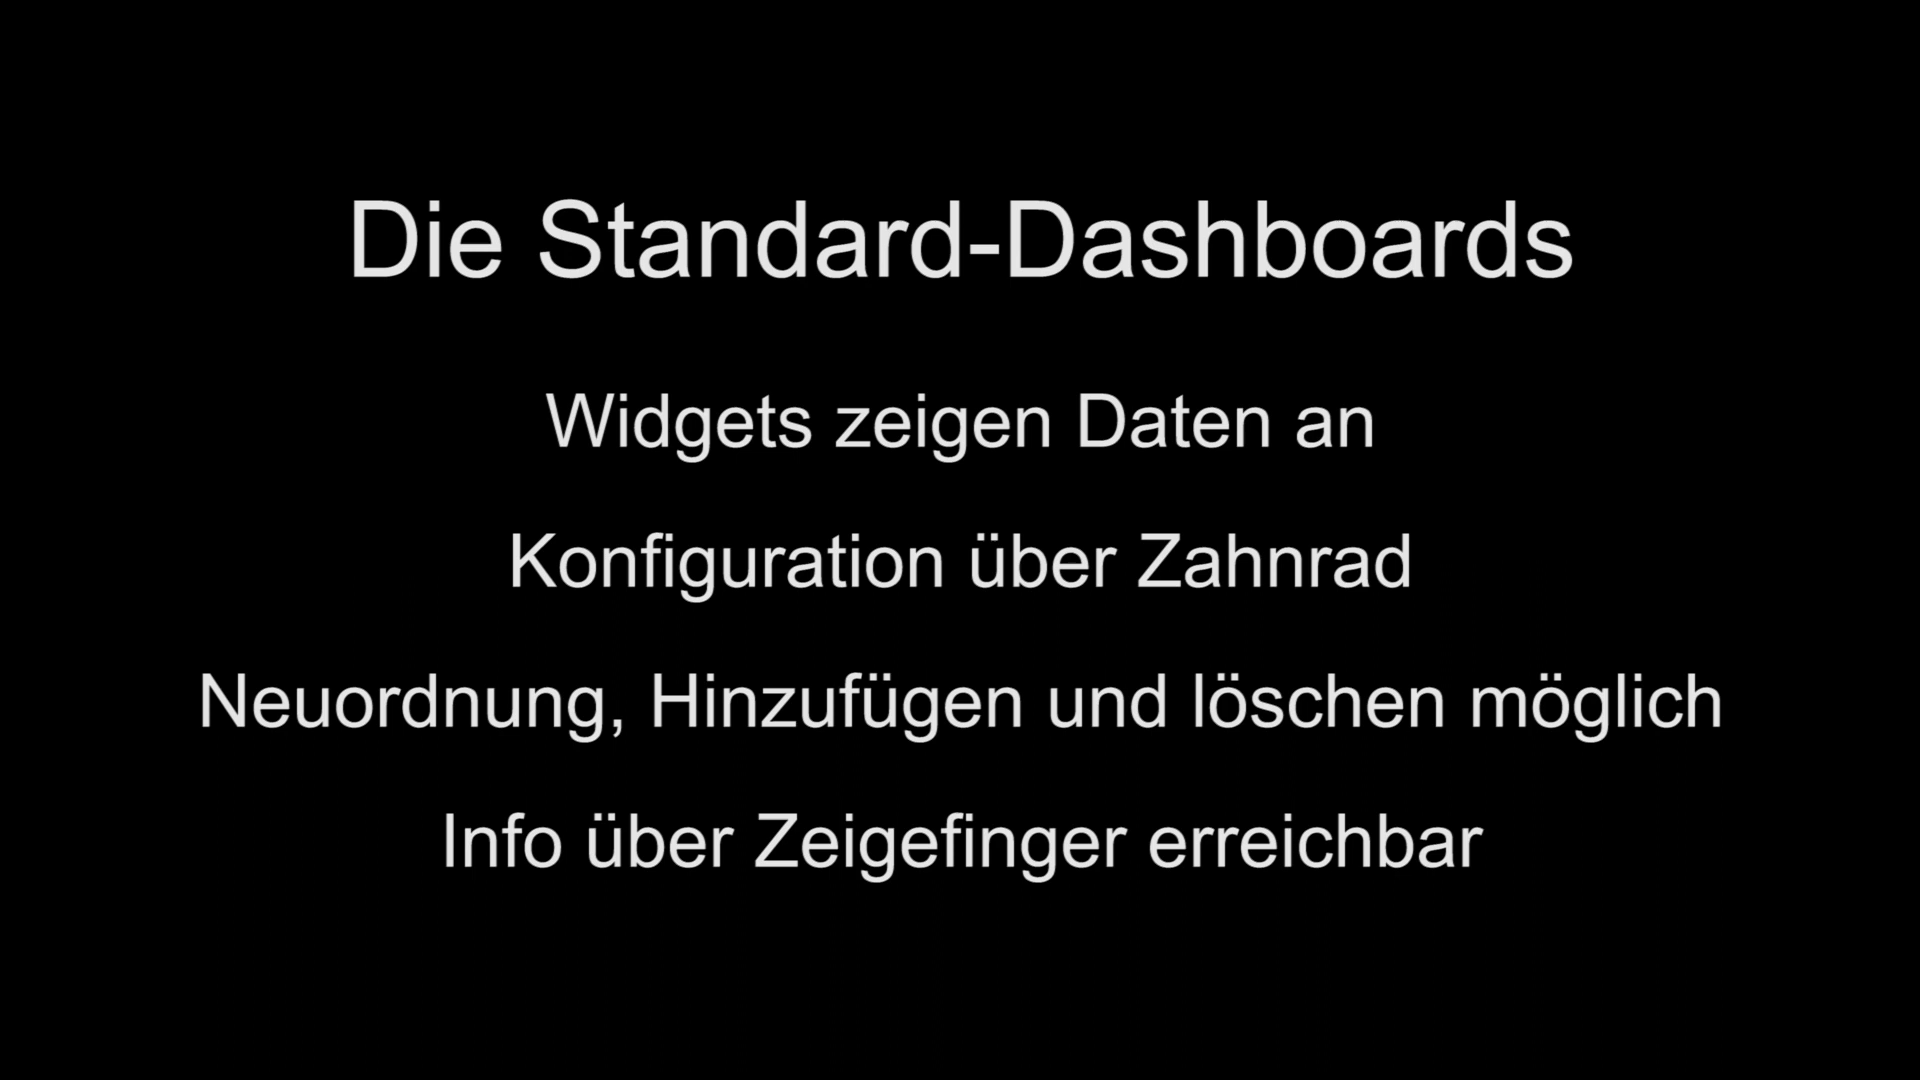 Die Standard-Dashboards
Widgets zeigen Daten an
Konfiguration über Zahnrad
Neuordnung, Hinzufügen und löschen möglich
Info über Zeigefinger erreichbar